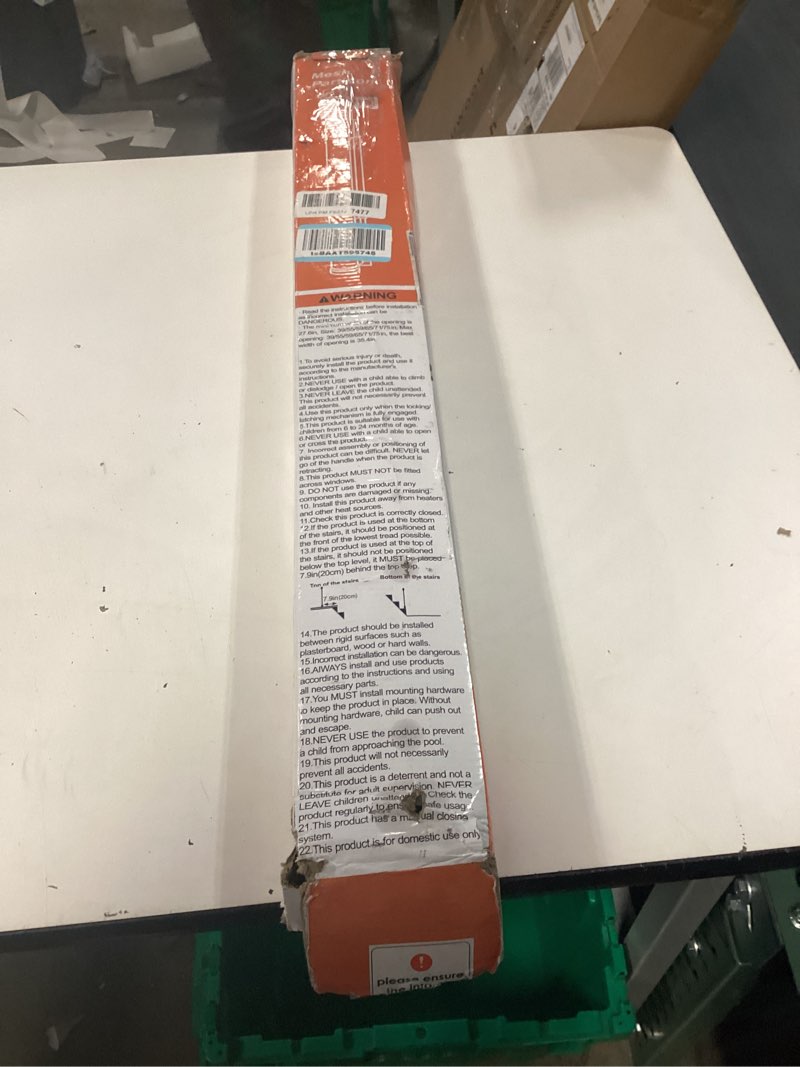 Mesh
WARNING
Read the instructions before installation
as incorrect installation can be
DANGEROUS.
The minimum width of the opening is
width of opening is
1.To avoid serious injury or death,
securely install the product and use it
according to the manufacturer's
instructions.
2.NEVER USE with a child able to climb
or dislodge / open the product.
3.NEVER LEAVE the child unattended.
This product will not necessarily prevent
all accidents.
4.Use this product only when the locking/
latching mechanism is fully engaged.
5.This product is suitable for use with
children from 6 to 24 months of age.
6.NEVER USE with a child able to open
or cross the product.
7. Incorrect assembly or positioning of
this product can be difficult. NEVER let
go of the handle when the product is
retracting.
8.This product MUST NOT be fitted
across windows.
9. DO NOT use the product if any
components are damaged or missing.
10. Install this product away from heaters
and other heat sources.
11.Check this product is correctly closed.
12.If the product is used at the bottom
of the stairs, it should be positioned at
the front of the lowest tread possible.
13.If the product is used at the top of
the stairs, it should not be positioned
below the top level, it MUST be placed
7.9in(20cm) behind the top step.
Top of the stairs
Bottom of the stairs
7.9in(20cm)
14.The product should be installed
between rigid surfaces such as
plasterboard, wood or hard walls.
15.Incorrect installation can be dangerous.
16.AlWAYS install and use products
according to the instructions and using
all necessary parts.
17.You MUST install mounting hardware
to keep the product in place. Without
mounting hardware, child can push out
and escape.
18.NEVER USE the product to prevent
a child from approaching the pool.
19.This product will not necessarily
prevent all accidents.
20.This product is a deterrent and not a
substitute for adult supervision. NEVER
LEAVE children Check the
product regularly to safe usag
21.This product has a manual closing
system.
22.This product is for domestic use only
please ensure